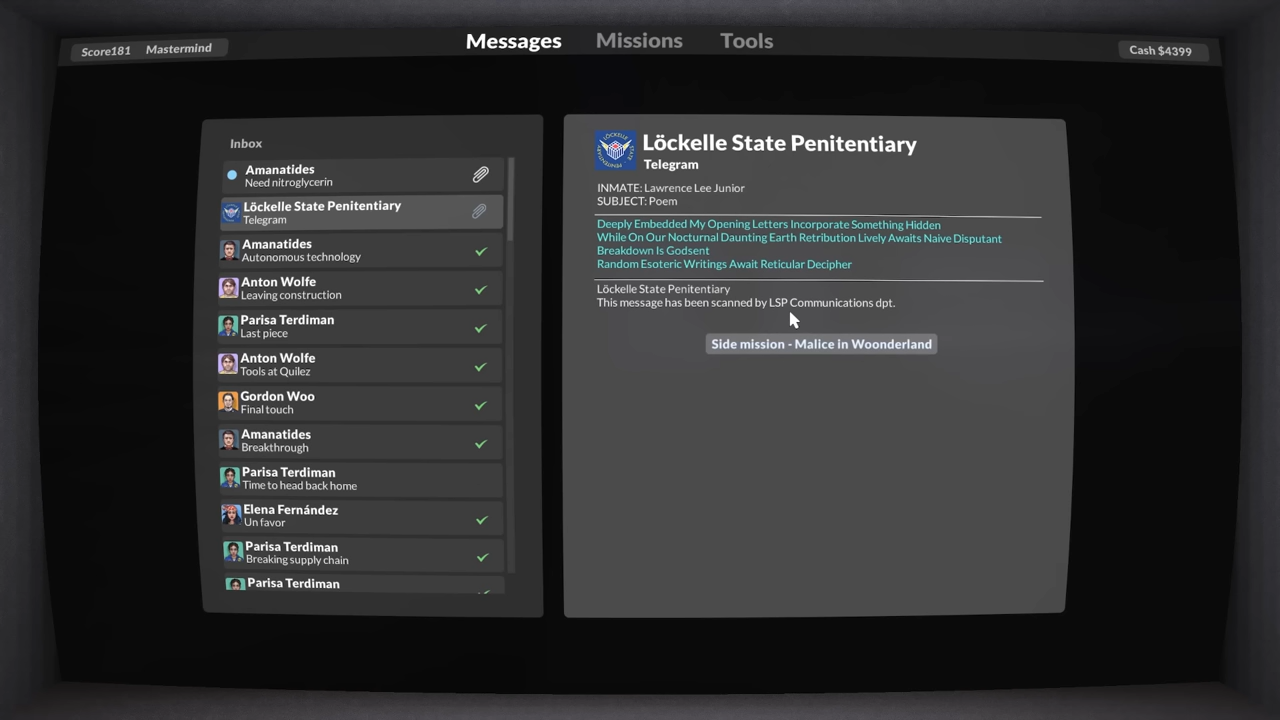 Score181 Mastermind
Messages Missions Tools
Cash $4399
Inbox
Amanatides
Need nitroglycerin
Löckelle State Penitentiary
Telegram
Amanatides
Autonomous technology
Anton Wolfe
Leaving construction
Parisa Terdiman
Last piece
Anton Wolfe
Tools at Quilez
Gordon Woo
Final touch
Amanatides
Breakthrough
Parisa Terdiman
Time to head back home
Elena Fernández
Un favor
Parisa Terdiman
Breaking supply chain
Parisa Terdiman
LÖCKELLE STATE PENITENTIARY
Löckelle State Penitentiary
Telegram
INMATE: Lawrence Lee Junior
SUBJECT: Poem
Deeply Embedded My Opening Letters Incorporate Something Hidden
While On Our Nocturnal Daunting Earth Retribution Lively Awaits Naive Disputant
Breakdown Is Godsent
Random Esoteric Writings Await Reticular Decipher
Löckelle State Penitentiary
This message has been scanned by LSP Communications dpt.
Side mission - Malice in Woonderland